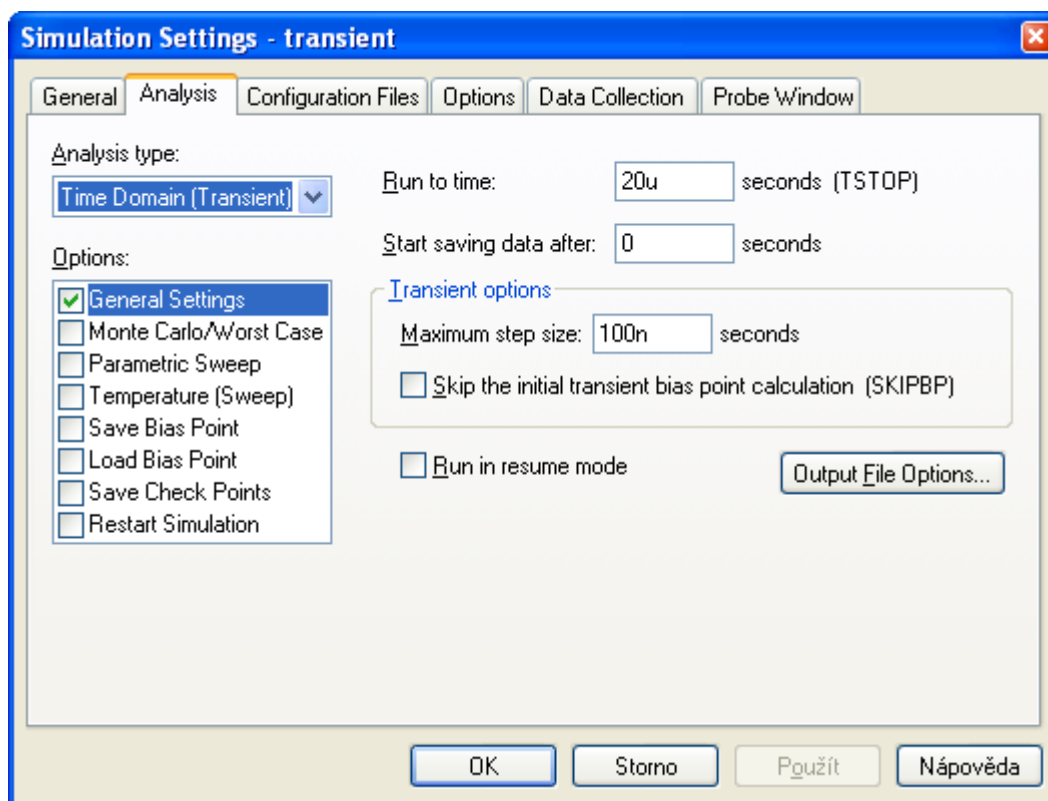 Simulation Settings - transient
General Analysis Configuration Files Options Data Collection Probe Window
Analysis type:
Time Domain (Transient)
Options:
General Settings
Monte Carlo/Worst Case
Parametric Sweep
Temperature (Sweep)
Save Bias Point
Load Bias Point
Save Check Points
Restart Simulation
Run to time: 20u seconds (TSTOP)
Start saving data after: 0 seconds
Transient options
Maximum step size: 100n seconds
Skip the initial transient bias point calculation (SKIPBP)
Run in resume mode
Output File Options...
OK Storno Použít Nápověda